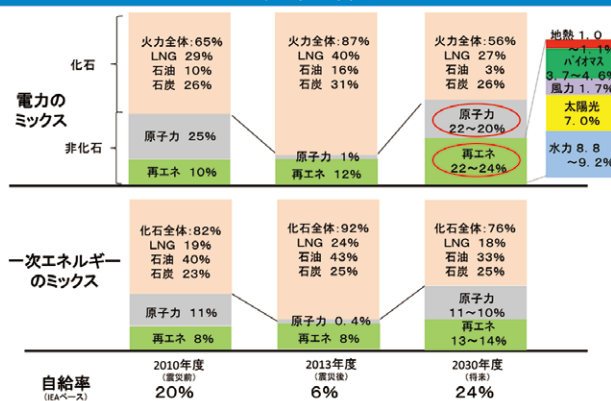 火力全体:65%
LNG 29%
石油 10%
石炭 26%
火力全体:87%
LNG 40%
石油 16%
石炭 31%
火力全体:56%
LNG 27%
石油 3%
石炭 26%
地熱 1.0
~1.1%
バイオマス
3.7~4.6%
風力 1.7%
太陽光
7.0%
水力 8.8
~9.2%
化石
電力の
ミックス
非化石
原子力 25%
再エネ 10%
原子力 1%
再エネ 12%
原子力
22~20%
再エネ
22~24%
一次エネルギー
のミックス
化石全体:82%
LNG 19%
石油 40%
石炭 23%
化石全体:92%
LNG 24%
石油 43%
石炭 25%
化石全体:76%
LNG 18%
石油 33%
石炭 25%
原子力 11%
再エネ 8%
原子力 0.4%
再エネ 8%
原子力
11~10%
再エネ
13~14%
2010年度
(震災前)
2013年度
(震災後)
2030年度
(将来)
自給率
(IEAベース)
20%
6%
24%